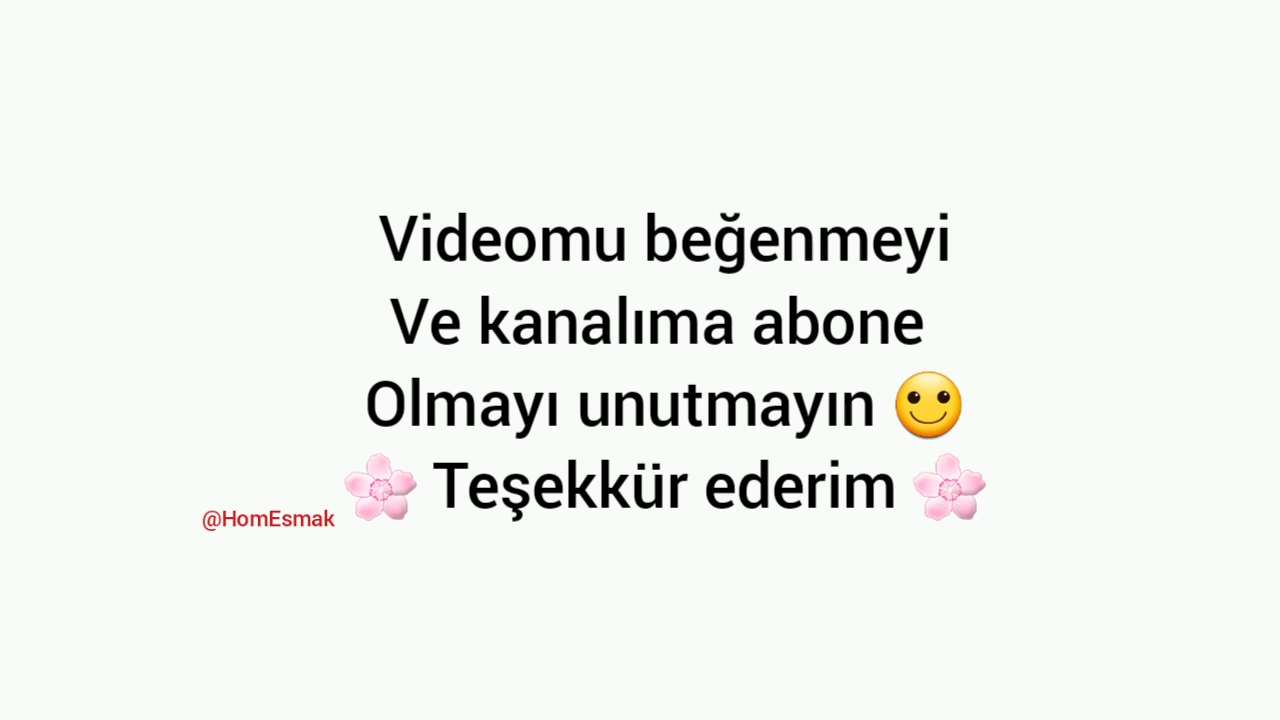 Videomu beğenmeyi
Ve kanalıma abone
Olmayı unutmayın 🙂
🌸 Teşekkür ederim 🌸
@HomEsmak